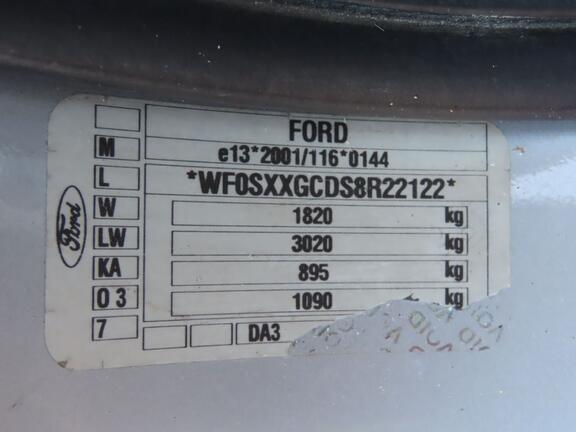 FORD
M e13*2001/116*0144
L *WF0SXXGCDS8R22122*
W 1820 kg
LW 3020 kg
KA 895 kg
O 3 1090 kg
7 DA3
Ford
VOID